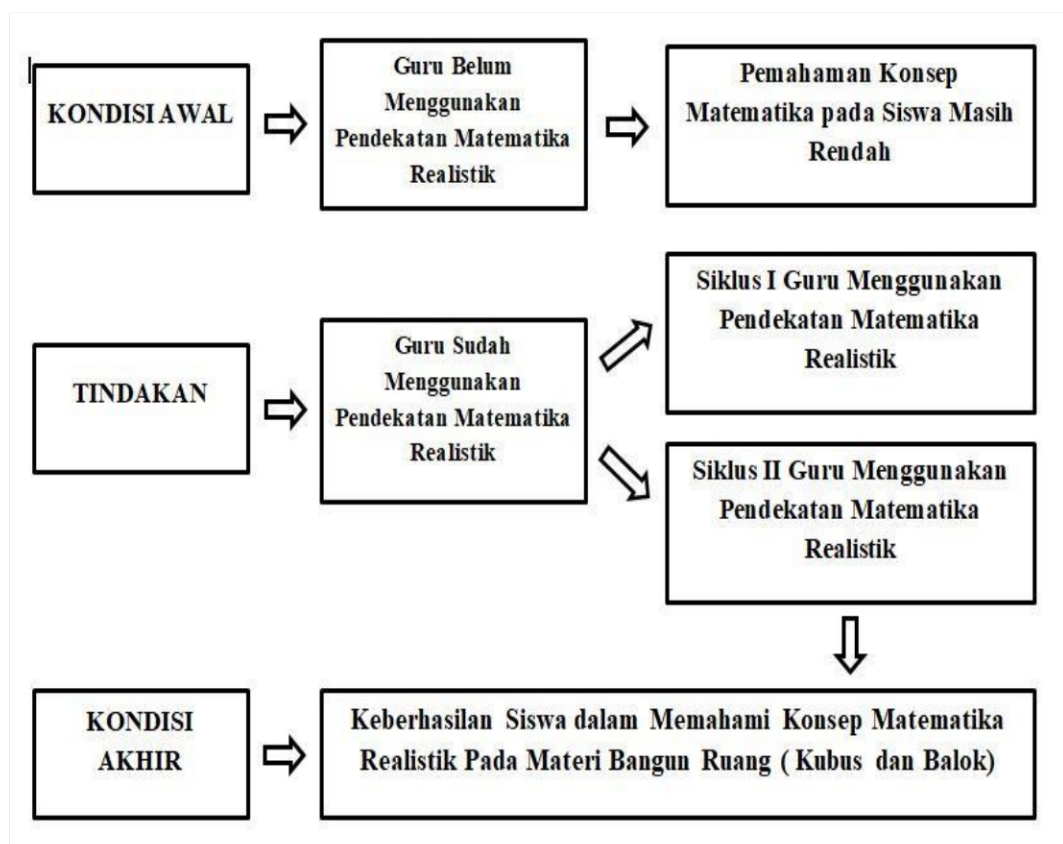 KONDISI AWAL
Guru Belum
Menggunakan
Pendekatan Matematika
Realistik
Pemahaman Konsep
Matematika pada Siswa Masih
Rendah
TINDAKAN
Guru Sudah
Menggunakan
Pendekatan Matematika
Realistik
Siklus I Guru Menggunakan
Pendekatan Matematika
Realistik
Siklus II Guru Menggunakan
Pendekatan Matematika
Realistik
KONDISI
AKHIR
Keberhasilan Siswa dalam Memahami Konsep Matematika
Realistik Pada Materi Bangun Ruang ( Kubus dan Balok)